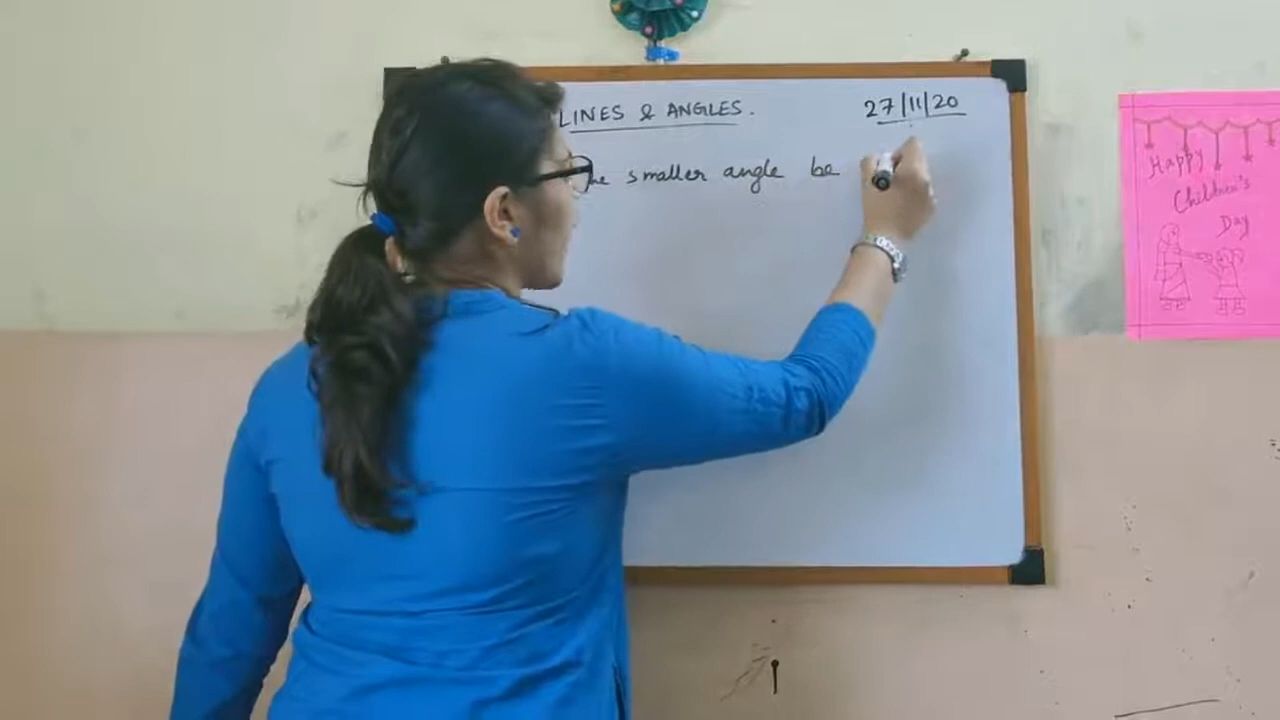 LINES & ANGLES.
27/11/20
smaller angle be
Happy
Children's
Day